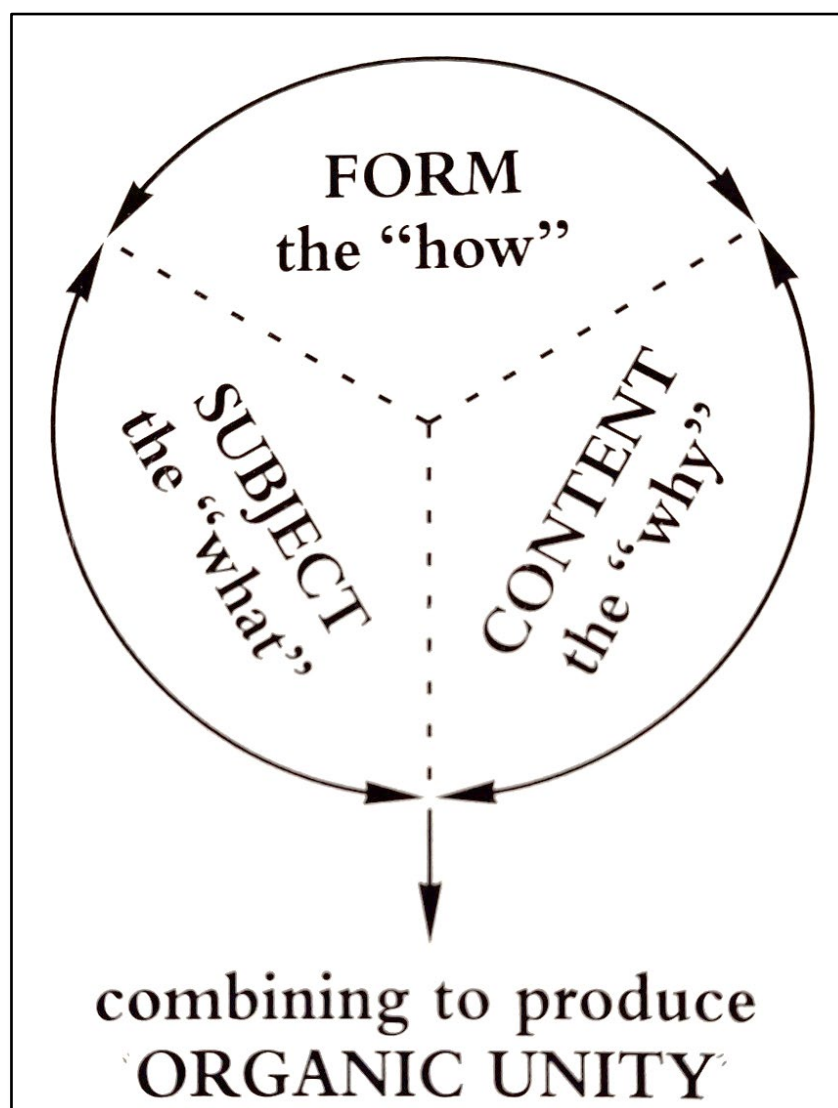 FORM
the “how”
SUBJECT
the “what”
CONTENT
the “why”
combining to produce
"ORGANIC UNITY"